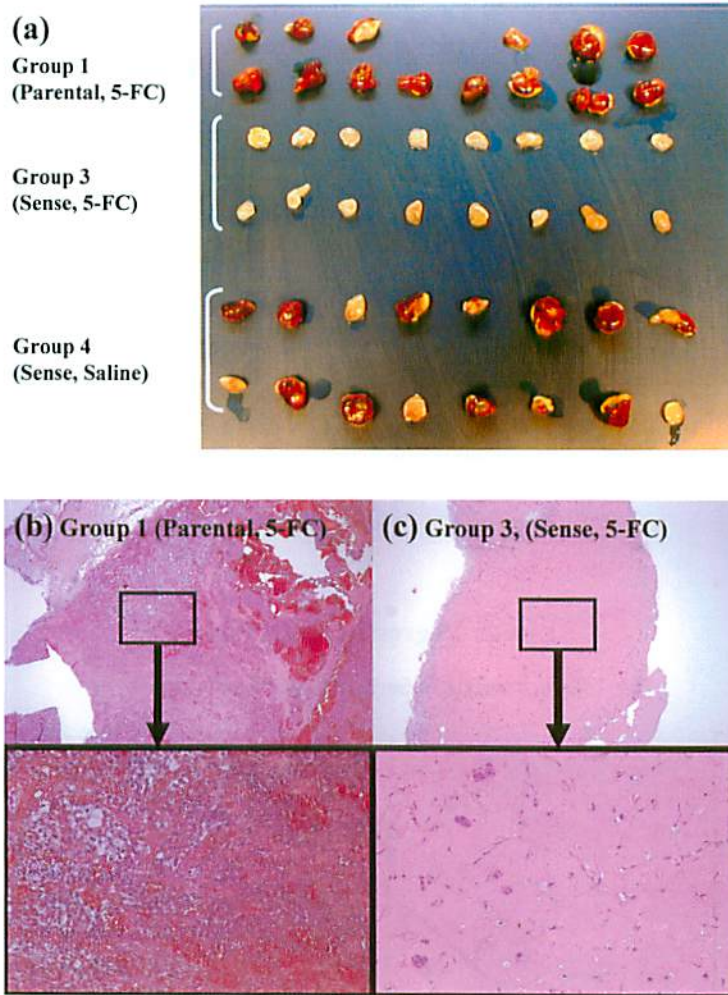 (a)
Group 1
(Parental, 5-FC)
Group 3
(Sense, 5-FC)
Group 4
(Sense, Saline)
(b) Group 1 (Parental, 5-FC)
(c) Group 3, (Sense, 5-FC)